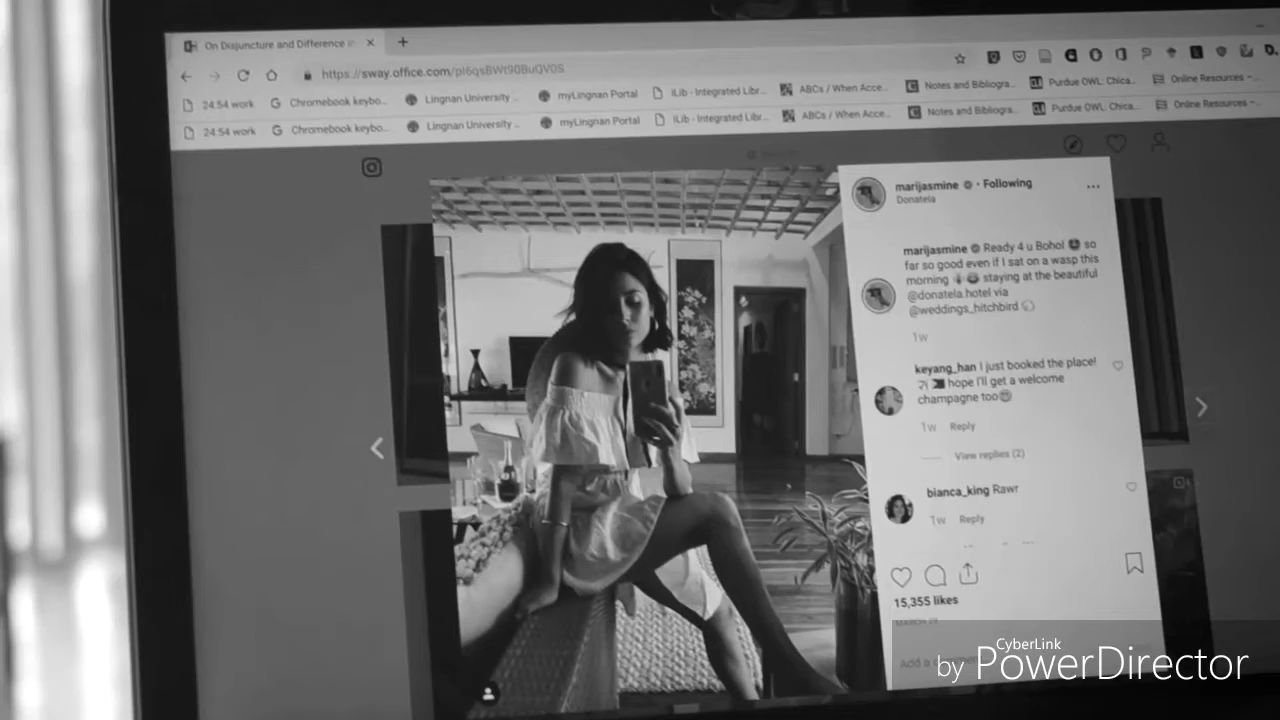 On Disjuncture and Difference i
https://sway.office.com/pI6qsBWt90BuQV0S
24:54 work
Chromebook keybo...
Lingnan University ...
myLingnan Portal
iLib - Integrated Libr...
ABCs / When Acce...
Notes and Bibliogra...
Purdue OWL: Chica...
Online Resources –...
24:54 work
Chromebook keybo...
Lingnan University ...
myLingnan Portal
iLib - Integrated Libr...
ABCs / When Acce...
Notes and Bibliogra...
Purdue OWL: Chica...
Online Resources –...
marijasmine • Following
Donatela
marijasmine Ready 4 u Bohol 🤩 so
far so good even if I sat on a wasp this
morning 😂 staying at the beautiful
@donatela.hotel via
@weddings_hitchbird
1w
keyang_han I just booked the place!
hope I'll get a welcome
champagne too
1w Reply
View replies (2)
bianca_king Rawr
1w Reply
15,355 likes
Add a
CyberLink
by PowerDirector